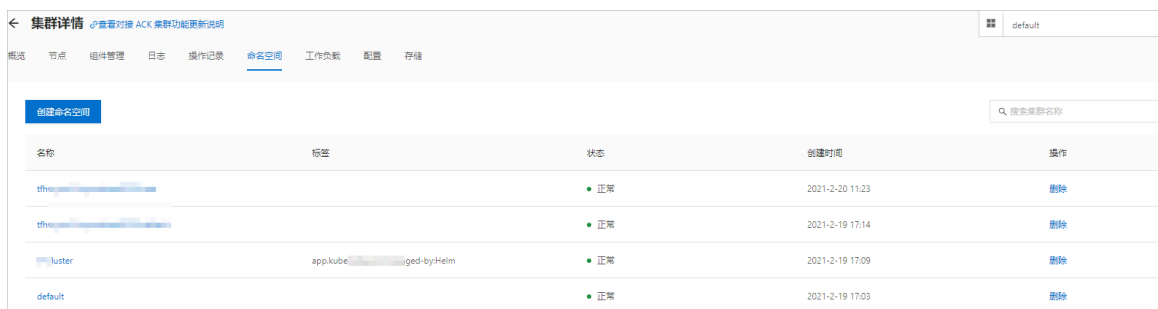 集群详情 查看对接 ACK 集群功能更新说明 default
概览 节点 组件管理 日志 操作记录 命名空间 工作负载 配置 存储
创建命名空间 搜索集群名称
名称 标签 状态 创建时间 操作
正常 2021-2-20 11:23 删除
正常 2021-2-19 17:14 删除
luster app.kube ged-by:Helm 正常 2021-2-19 17:09 删除
default 正常 2021-2-19 17:03 删除